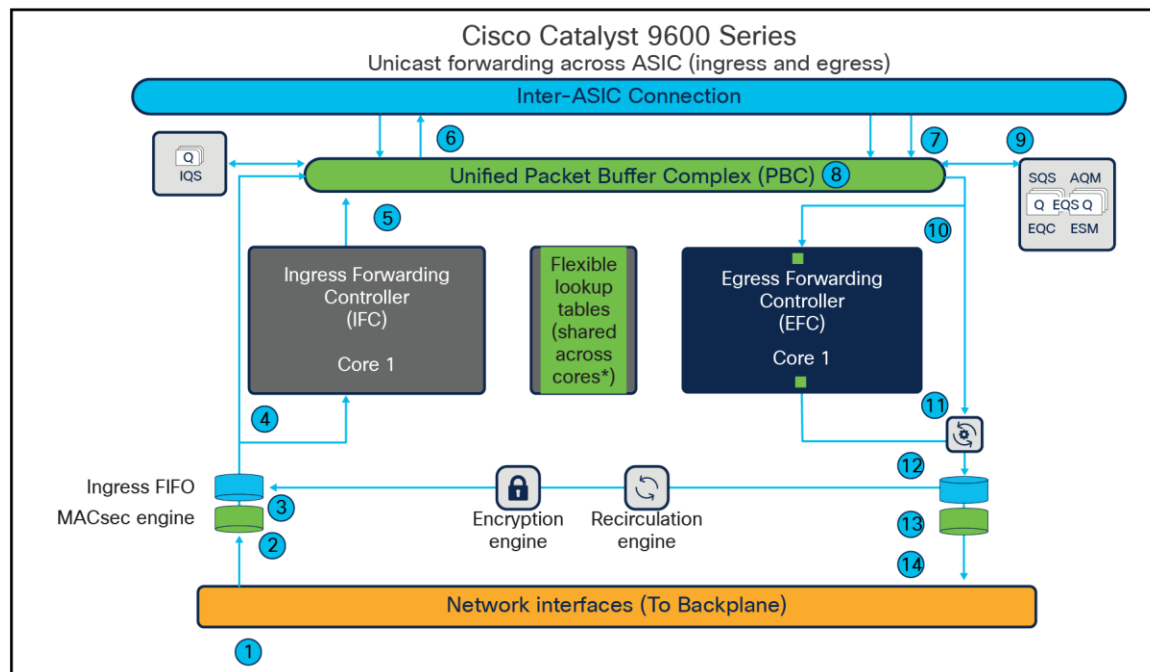 Cisco Catalyst 9600 Series
Unicast forwarding across ASIC (ingress and egress)
Inter-ASIC Connection
6
7
9
Q
IQS
Unified Packet Buffer Complex (PBC)
8
SQS AQM
Q EQS Q
EQC ESM
5
10
Ingress Forwarding
Controller
(IFC)
Core 1
Flexible
lookup
tables
(shared
across
cores*)
Egress Forwarding
Controller
(EFC)
Core 1
4
11
12
Ingress FIFO
3
MACsec engine
2
Encryption
engine
Recirculation
engine
13
14
Network interfaces (To Backplane)
1